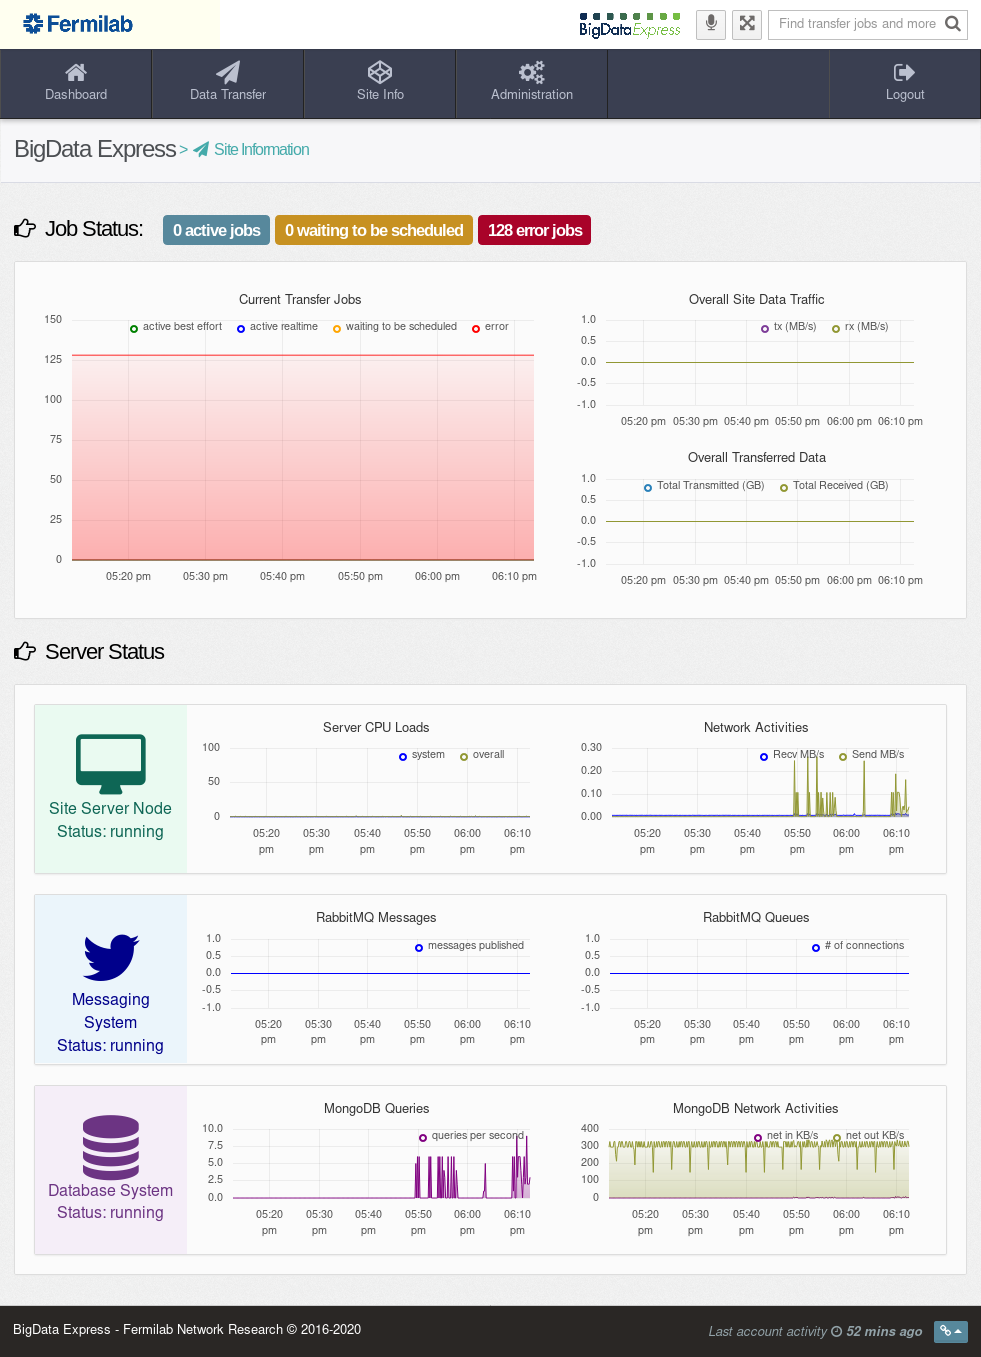 Fermilab
BigDataExpress
Find transfer jobs and more
Dashboard
Data Transfer
Site Info
Administration
Logout
BigData Express > Site Information
Job Status:
0 active jobs
0 waiting to be scheduled
128 error jobs
Current Transfer Jobs
active best effort
active realtime
waiting to be scheduled
error
150
125
100
75
50
25
0
05:20 pm 05:30 pm 05:40 pm 05:50 pm 06:00 pm 06:10 pm
Overall Site Data Traffic
tx (MB/s)
rx (MB/s)
1.0
0.5
0.0
-0.5
-1.0
05:20 pm 05:30 pm 05:40 pm 05:50 pm 06:00 pm 06:10 pm
Overall Transferred Data
Total Transmitted (GB)
Total Received (GB)
1.0
0.5
0.0
-0.5
-1.0
05:20 pm 05:30 pm 05:40 pm 05:50 pm 06:00 pm 06:10 pm
Server Status
Site Server Node
Status: running
Server CPU Loads
system
overall
100
50
0
05:20 05:30 05:40 05:50 06:00 06:10
pm pm pm pm pm pm
Network Activities
Recv MB/s
Send MB/s
0.30
0.20
0.10
0.00
05:20 05:30 05:40 05:50 06:00 06:10
pm pm pm pm pm pm
Messaging
System
Status: running
RabbitMQ Messages
messages published
1.0
0.5
0.0
-0.5
-1.0
05:20 05:30 05:40 05:50 06:00 06:10
pm pm pm pm pm pm
RabbitMQ Queues
# of connections
1.0
0.5
0.0
-0.5
-1.0
05:20 05:30 05:40 05:50 06:00 06:10
pm pm pm pm pm pm
Database System
Status: running
MongoDB Queries
queries per second
10.0
7.5
5.0
2.5
0.0
05:20 05:30 05:40 05:50 06:00 06:10
pm pm pm pm pm pm
MongoDB Network Activities
net in KB/s
net out KB/s
400
300
200
100
0
05:20 05:30 05:40 05:50 06:00 06:10
pm pm pm pm pm pm
BigData Express - Fermilab Network Research © 2016-2020
Last account activity 52 mins ago